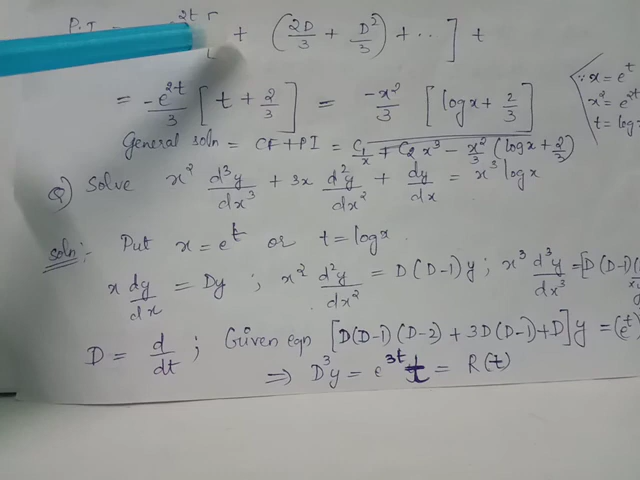 P.I = 2t [ + (2D/3 + D²/3) + .. ] t
= -e^2t/3 [ t + 2/3 ] = -x²/3 [ log x + 2/3 ]
∵ x = e^t
x² = e^2t
t = log
General soln = CF + PI = C₁/x + C₂ x³ - x²/3 (log x + 2/3)
Q) Solve x² d³y/dx³ + 3x d²y/dx² + dy/dx = x³ log x
soln:- Put x = e^t or t = log x.
x dy/dx = Dy ; x² d²y/dx² = D(D-1)y ; x³ d³y/dx³ = [D(D-1)(
D = d/dt ; Given eqn [D(D-1)(D-2) + 3D(D-1) + D]y = (e^t)
⇒ D³y = e^3t t = R(t)